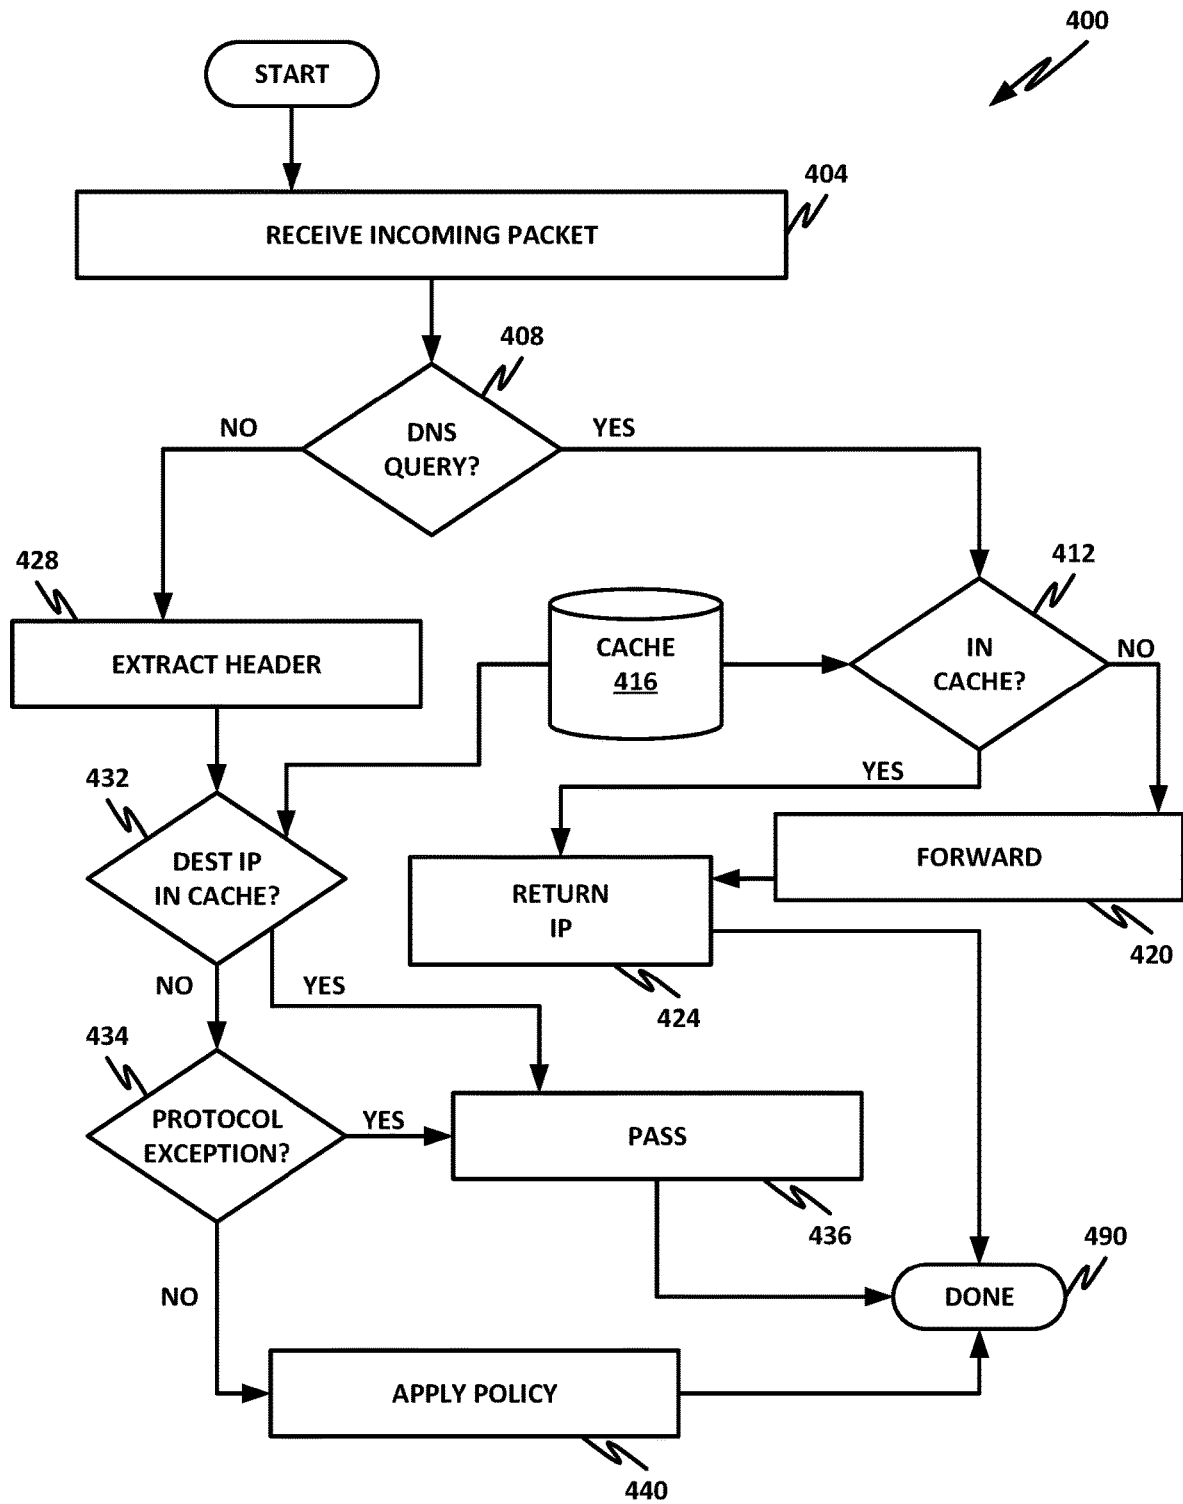 400
START
404
RECEIVE INCOMING PACKET
408
NO
DNS
QUERY?
YES
428
412
EXTRACT HEADER
CACHE
416
IN
CACHE?
NO
432
YES
DEST IP
IN CACHE?
FORWARD
RETURN
IP
420
NO
YES
424
434
PROTOCOL
EXCEPTION?
YES
PASS
436
490
NO
DONE
APPLY POLICY
440